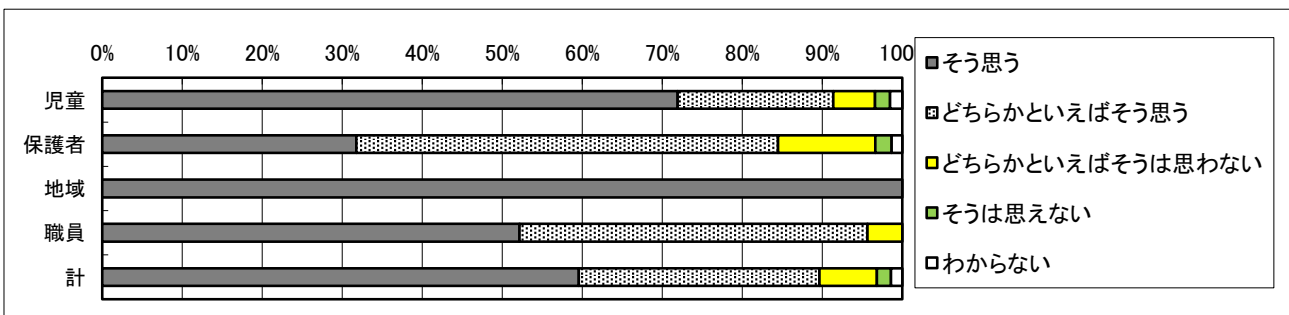 0% 10% 20% 30% 40% 50% 60% 70% 80% 90% 100
児童
保護者
地域
職員
計
そう思う
どちらかといえばそう思う
どちらかといえばそうは思わない
そうは思えない
わからない